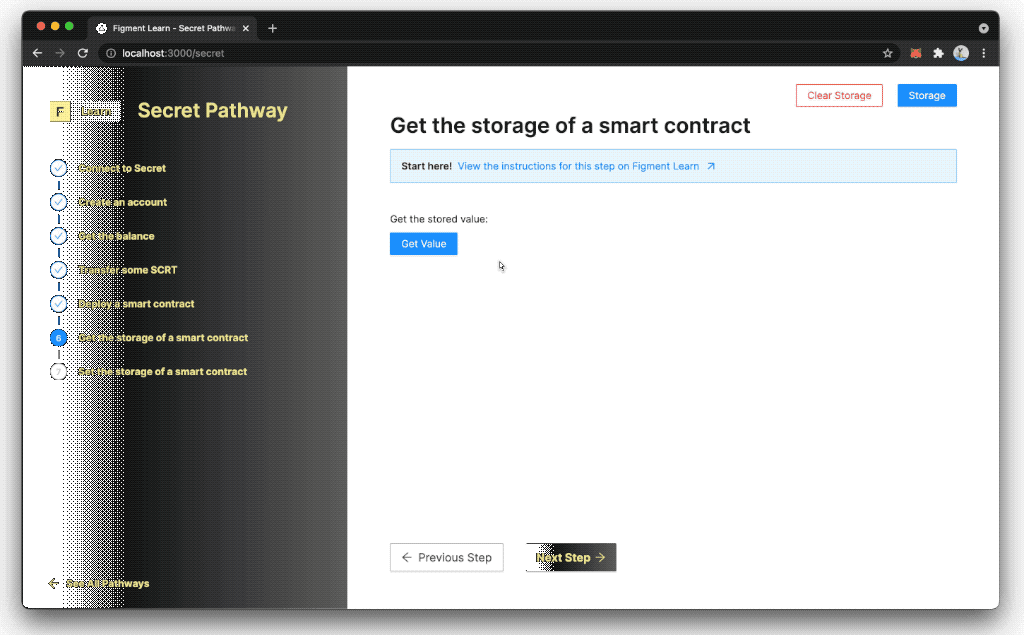 Figment Learn - Secret Pathwa
localhost:3000/secret
F Learn
Secret Pathway
Connect to Secret
Create an account
Get the balance
Transfer some SCRT
Deploy a smart contract
6 Get the storage of a smart contract
7 Set the storage of a smart contract
See All Pathways
Clear Storage
Storage
Get the storage of a smart contract
Start here! View the instructions for this step on Figment Learn
Get the stored value:
Get Value
Previous Step
Next Step